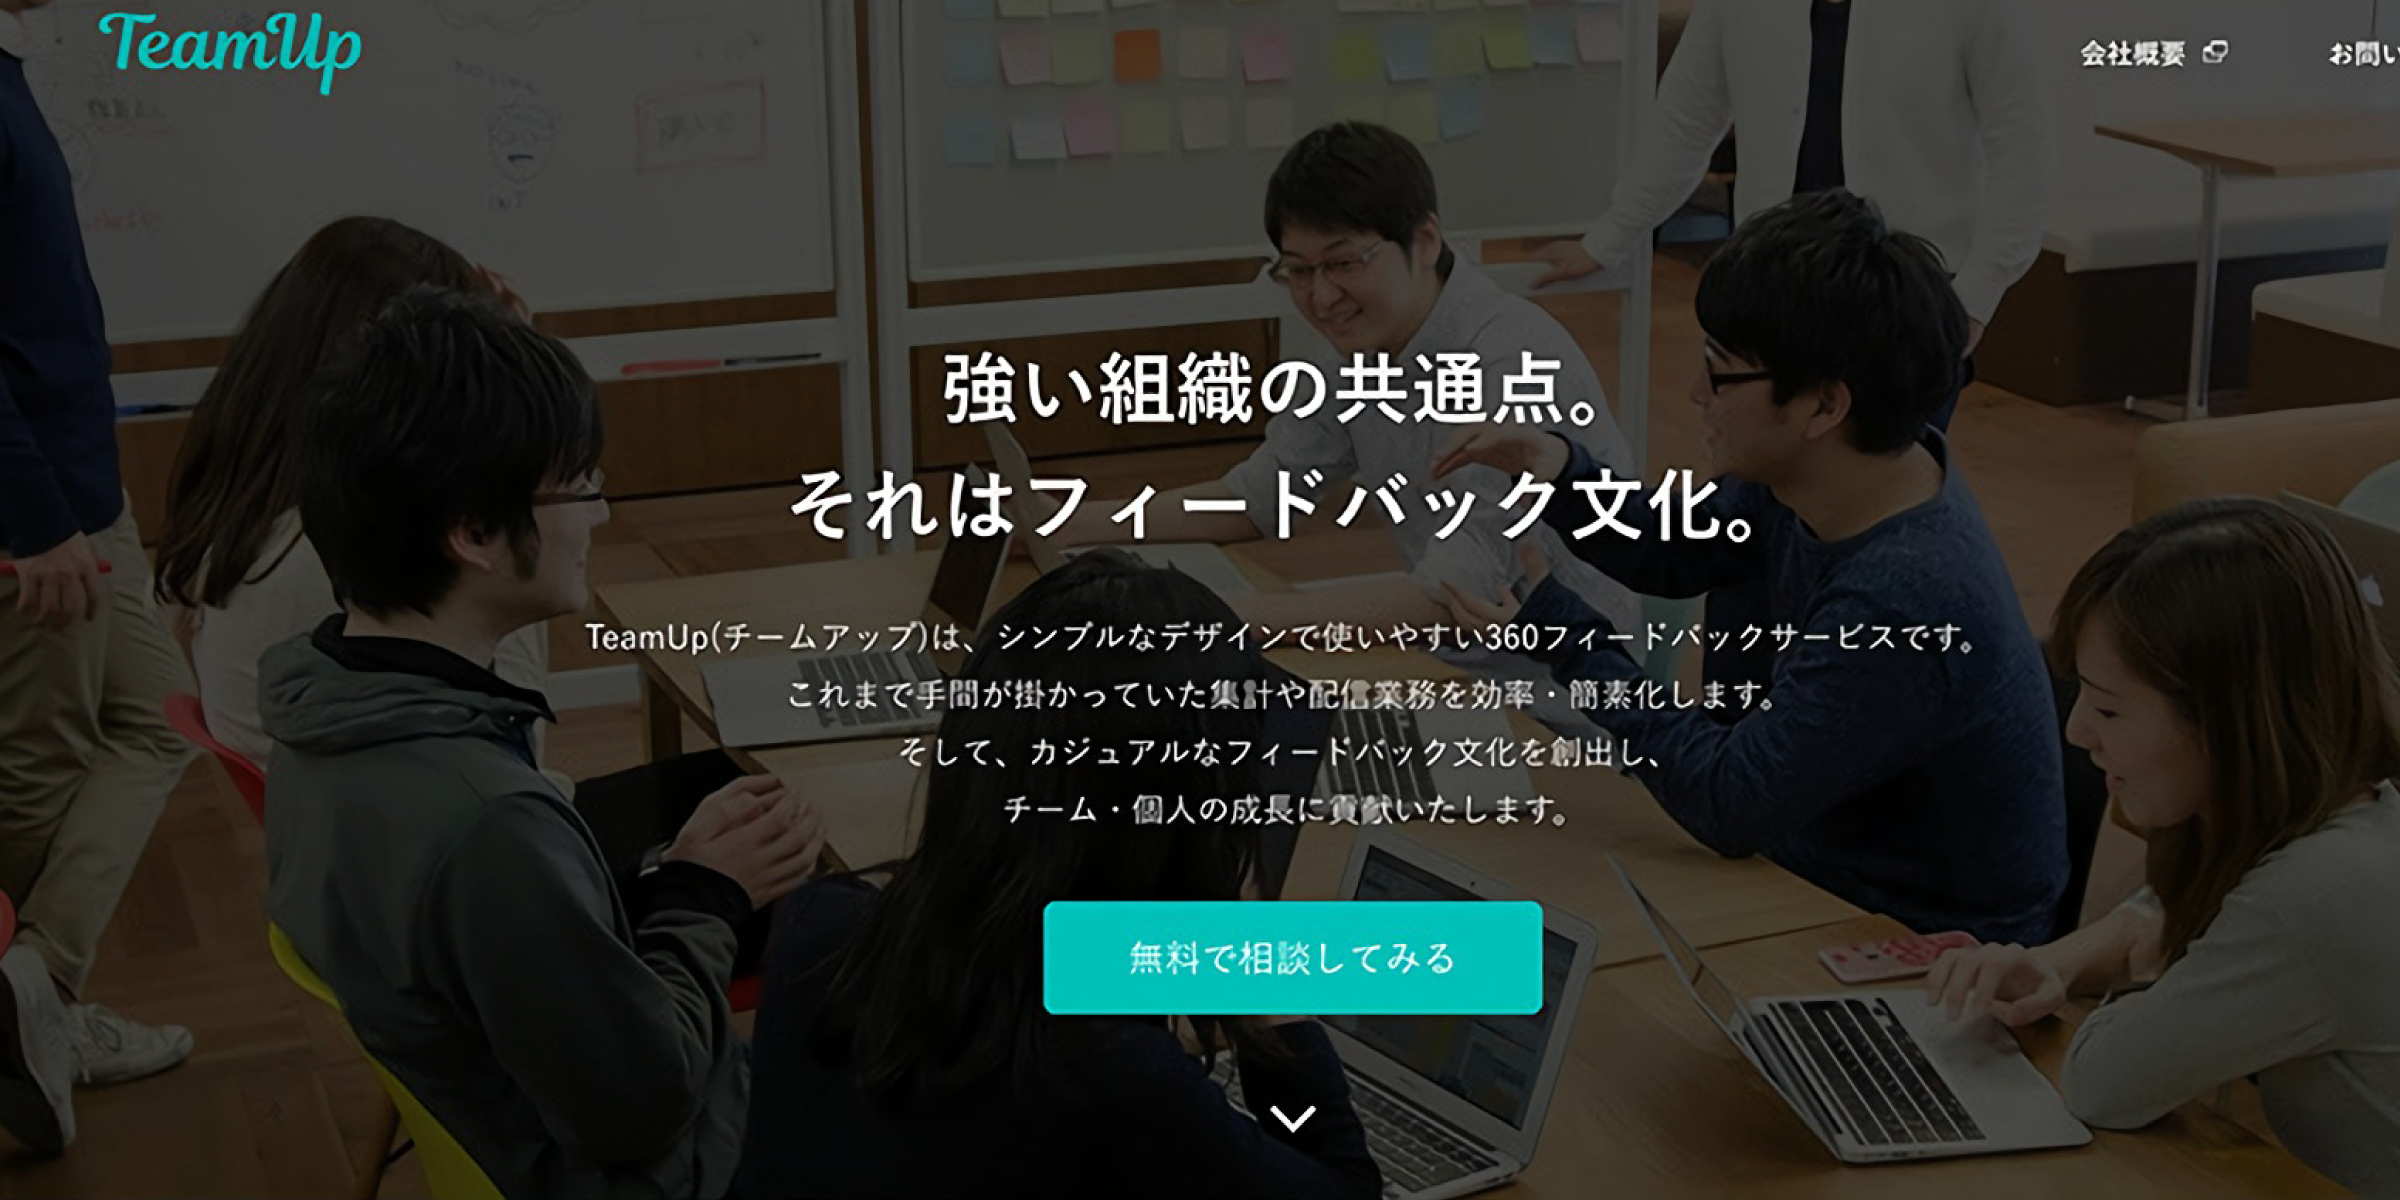 TeamUp
会社概要
お問い
強い組織の共通点。
それはフィードバック文化。
TeamUp(チームアップ)は、シンプルなデザインで使いやすい360フィードバックサービスです。
これまで手間が掛かっていた集計や配信業務を効率・簡素化します。
そして、カジュアルなフィードバック文化を創出し、
チーム・個人の成長に貢献いたします。
無料で相談してみる